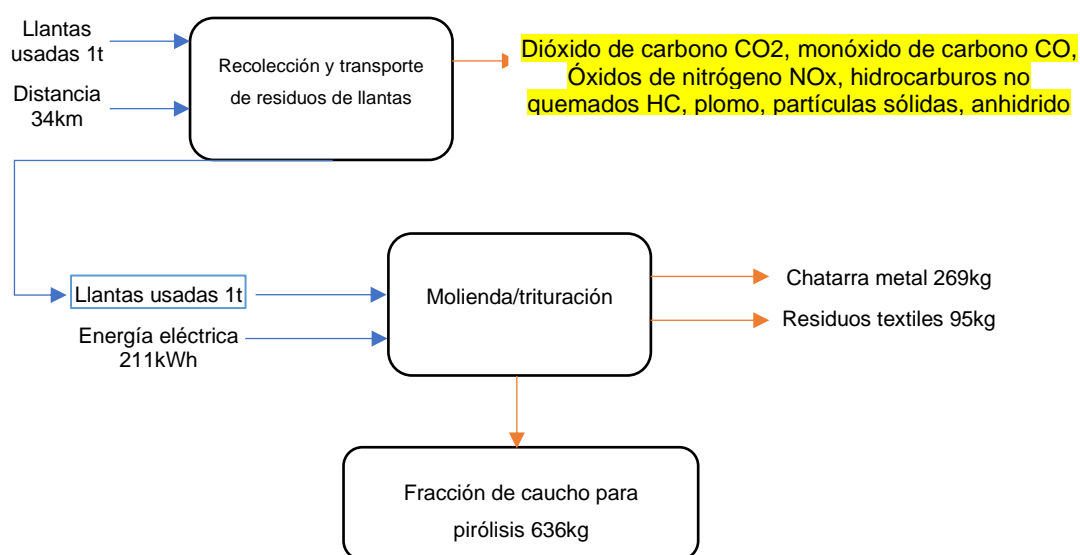 Llantas
usadas 1t
Distancia
34km
Recolección y transporte
de residuos de llantas
Dióxido de carbono CO2, monóxido de carbono CO,
Óxidos de nitrógeno NOx, hidrocarburos no
quemados HC, plomo, partículas sólidas, anhidrido
Llantas usadas 1t
Energía eléctrica
211kWh
Molienda/trituración
Chatarra metal 269kg
Residuos textiles 95kg
Fracción de caucho para
pirólisis 636kg